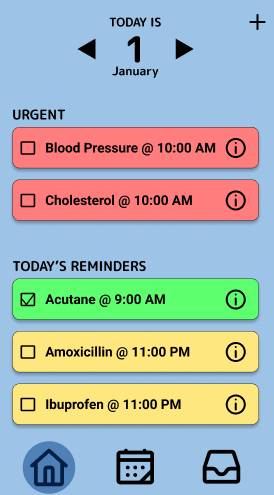 TODAY IS
1
January
URGENT
Blood Pressure @ 10:00 AM
Cholesterol @ 10:00 AM
TODAY'S REMINDERS
Acutane @ 9:00 AM
Amoxicillin @ 11:00 PM
Ibuprofen @ 11:00 PM